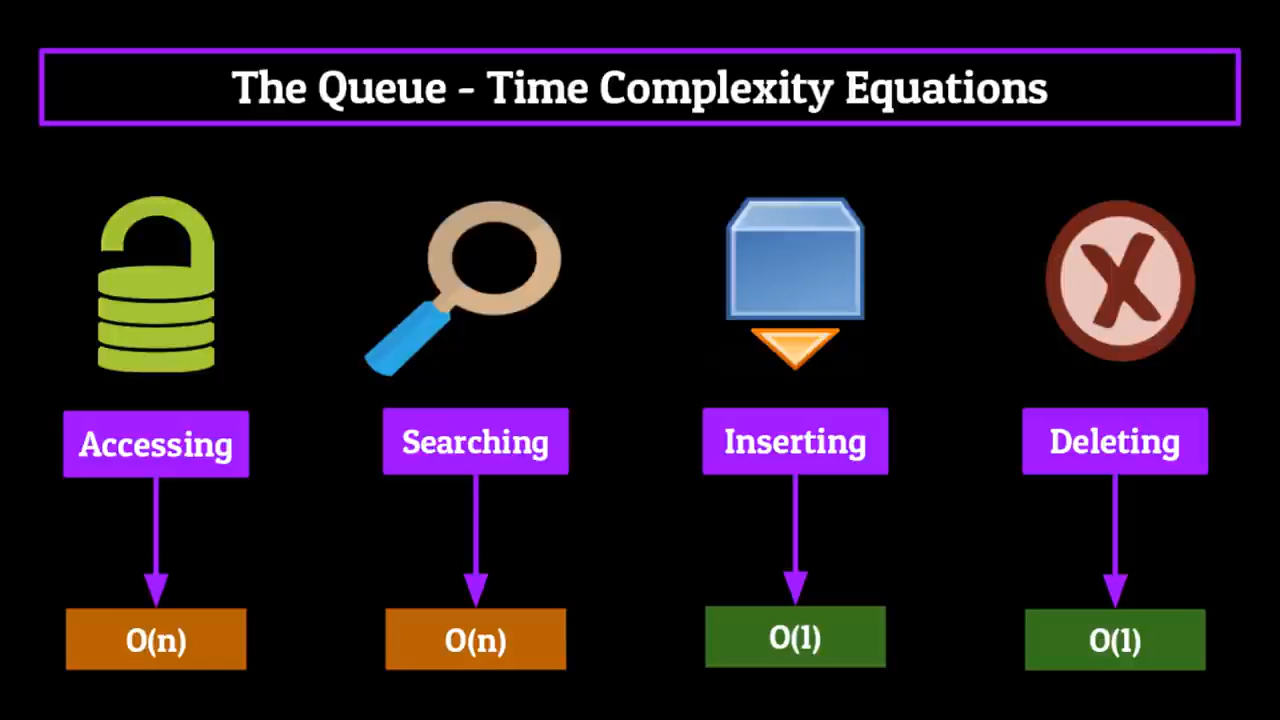 The Queue - Time Complexity Equations
Accessing
Searching
Inserting
Deleting
O(n)
O(n)
O(1)
O(1)